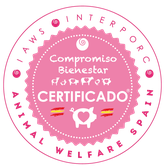 IAWS • INTERPORC
Compromiso
Bienestar
CERTIFICADO
ANIMAL WELFARE SPAIN